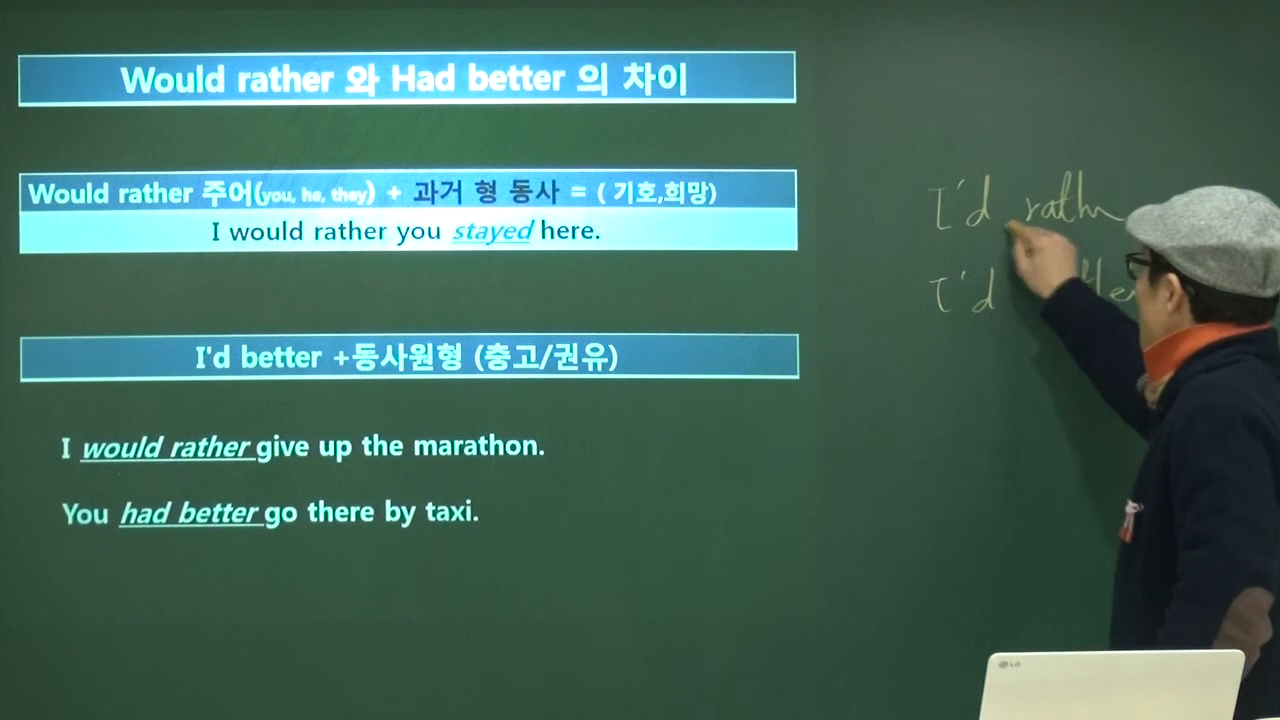 Would rather 와 Had better 의 차이
Would rather 주어(you, he, they) + 과거 형 동사 = ( 기호,희망)
I would rather you stayed here.
I'd better +동사원형 (충고/권유)
I would rather give up the marathon.
You had better go there by taxi.
I'd
I'd
LG